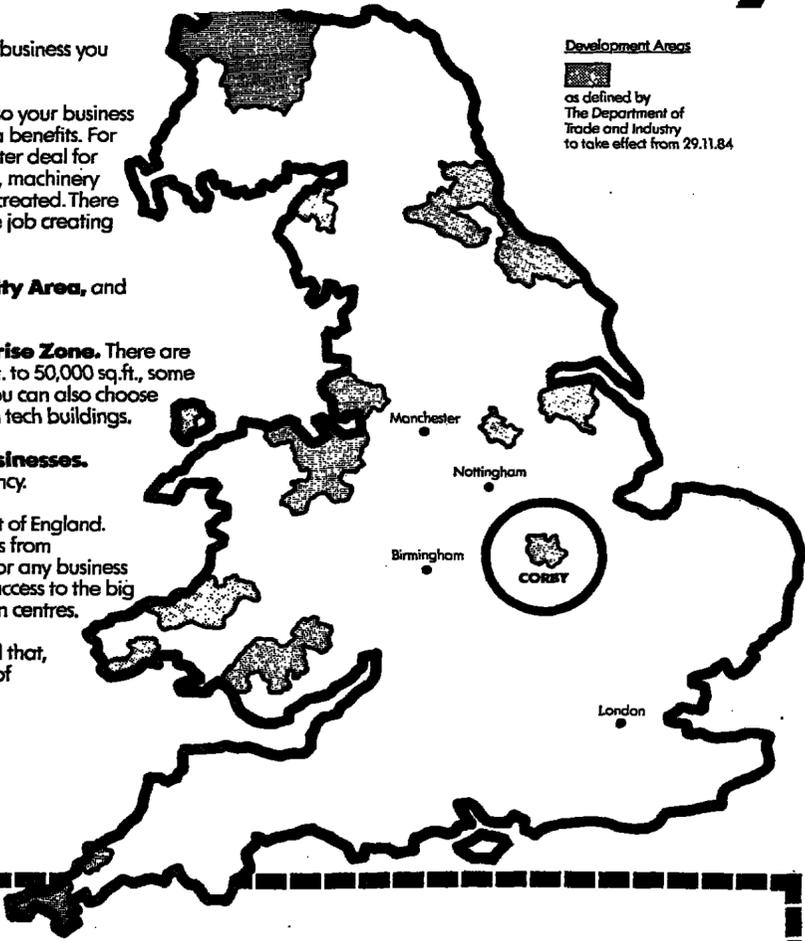 business you
so your business
benefits. For
ter deal for
, machinery
created. There
job creating
ity Area, and
rise Zone. There are
. to 50,000 sq.ft., some
ou can also choose
tech buildings.
sinesses.
ncy.
t of England.
s from
or any business
access to the big
n centres.
that,
of
Development Areas
as defined by
The Department of
Trade and Industry
to take effect from 29.11.84
Manchester
Nottingham
Birmingham
CORBY
London